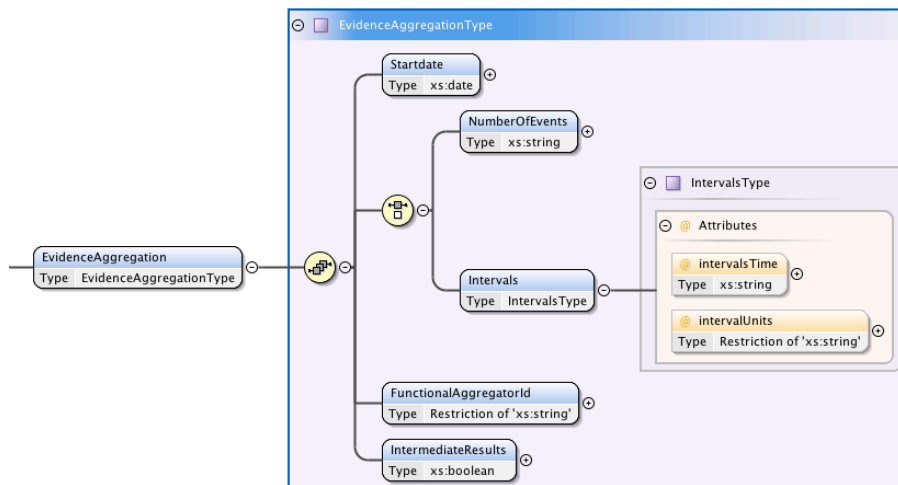 EvidenceAggregationType
Startdate
Type xs:date
NumberOfEvents
Type xs:string
IntervalsType
@ Attributes
EvidenceAggregation
Type EvidenceAggregationType
@ intervalsTime
Type xs:string
Intervals
Type IntervalsType
@ intervalUnits
Type Restriction of 'xs:string'
FunctionalAggregatorId
Type Restriction of 'xs:string'
IntermediateResults
Type xs:boolean